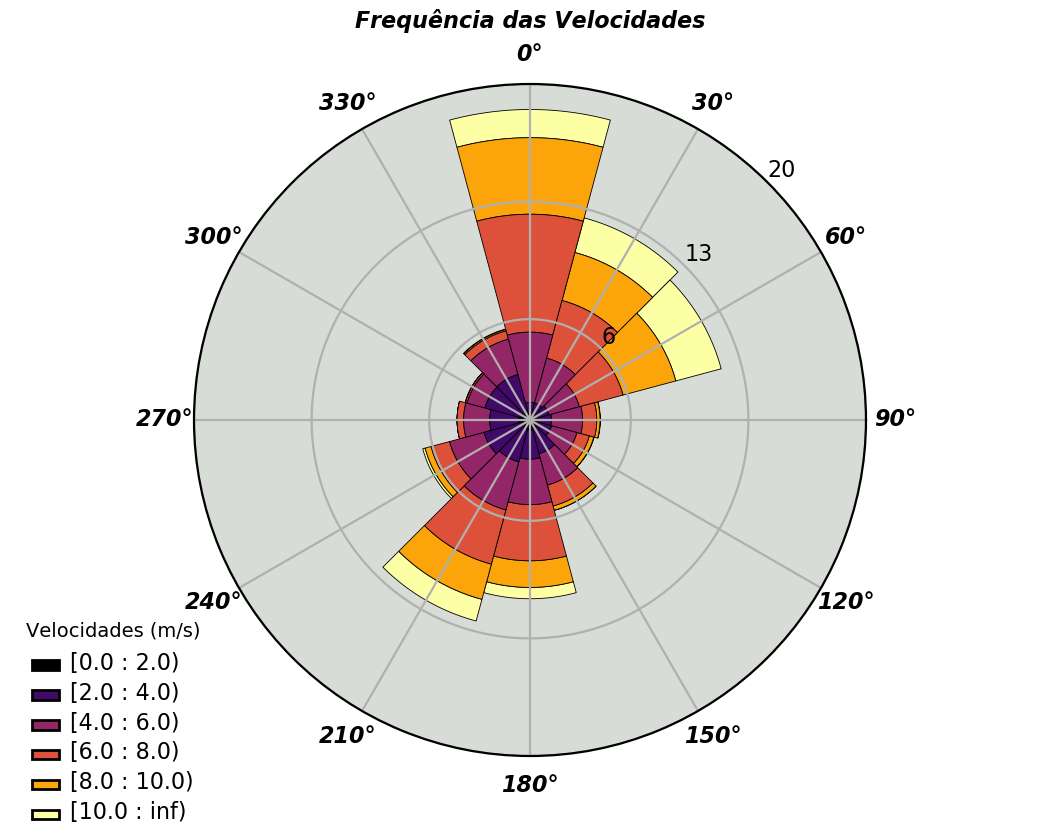 Frequência das Velocidades
0°
330°
30°
20
300°
60°
13
6
270°
90°
240°
120°
210°
150°
180°
Velocidades (m/s)
[0.0 : 2.0)
[2.0 : 4.0)
[4.0 : 6.0)
[6.0 : 8.0)
[8.0 : 10.0)
[10.0 : inf)